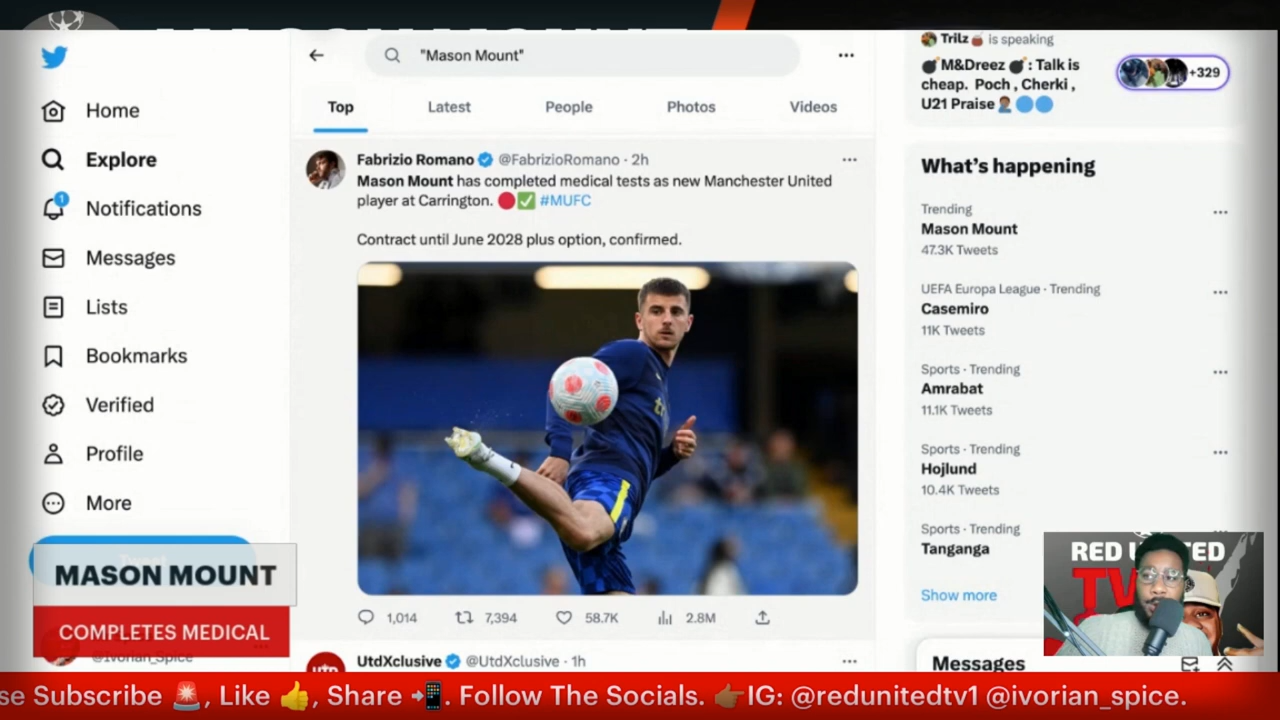 "Mason Mount"
Home
Explore
1
Notifications
Messages
Lists
Bookmarks
Verified
Profile
More
Top
Latest
People
Photos
Videos
Fabrizio Romano @FabrizioRomano · 2h
Mason Mount has completed medical tests as new Manchester United
player at Carrington. 🔴✅ #MUFC
Contract until June 2028 plus option, confirmed.
1,014
7,394
58.7K
2.8M
UtdXclusive @UtdXclusive · 1h
Trilz is speaking
💣M&Dreez 💣: Talk is
cheap. Poch , Cherki ,
U21 Praise
+329
What's happening
Trending
Mason Mount
47.3K Tweets
UEFA Europa League · Trending
Casemiro
11K Tweets
Sports · Trending
Amrabat
11.1K Tweets
Sports · Trending
Hojlund
10.4K Tweets
Sports · Trending
Tanganga
Show more
Messages
MASON MOUNT
COMPLETES MEDICAL
@Ivorian_Spice
RED UNITED
TV
se Subscribe 🚨, Like 👍, Share 📲. Follow The Socials. 👉IG: @redunitedtv1 @ivorian_spice.